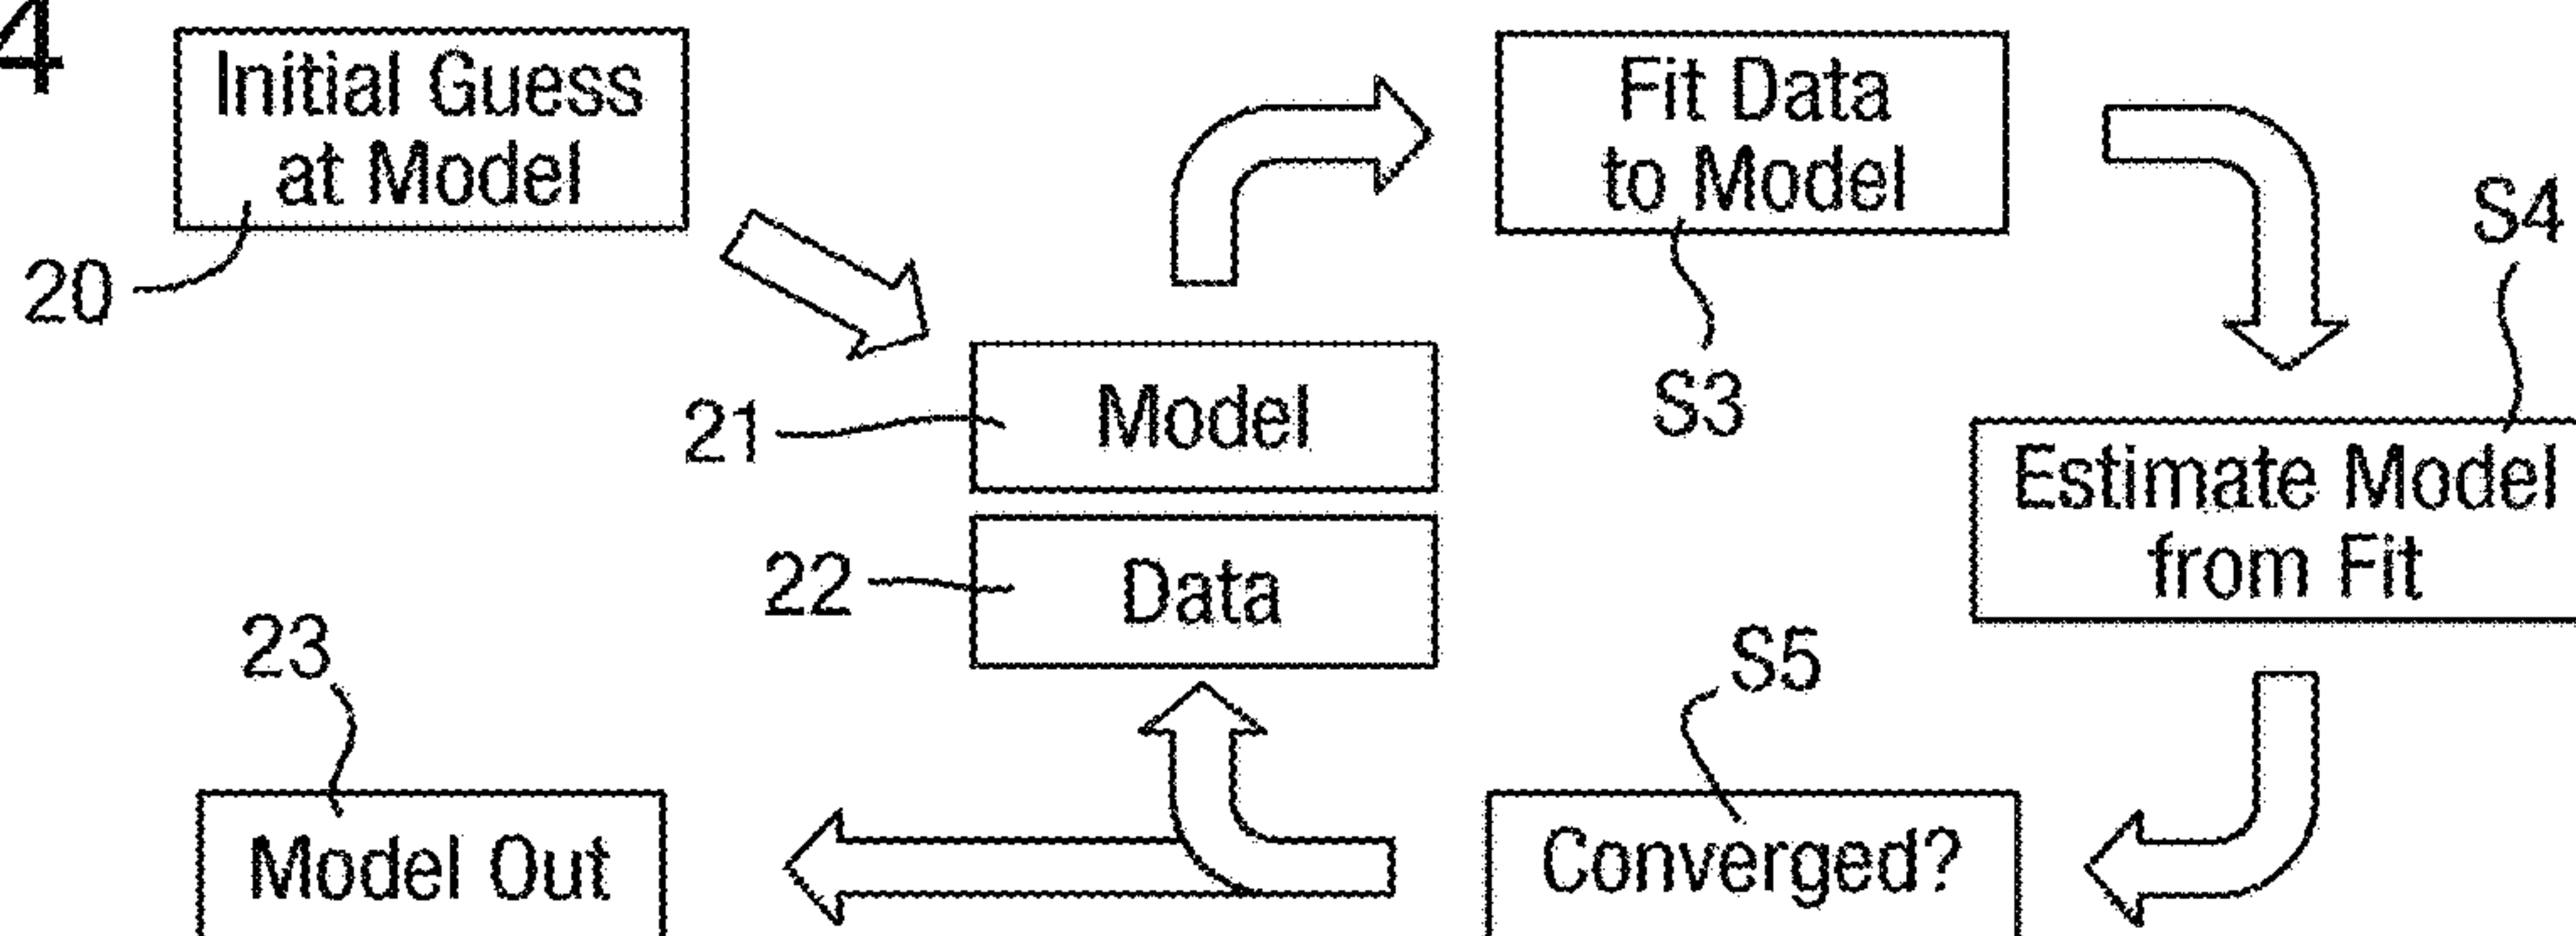 4
Initial Guess
at Model
20
Fit Data
to Model
S3
S4
21
Model
22
Data
Estimate Model
from Fit
23
S5
Model Out
Converged?